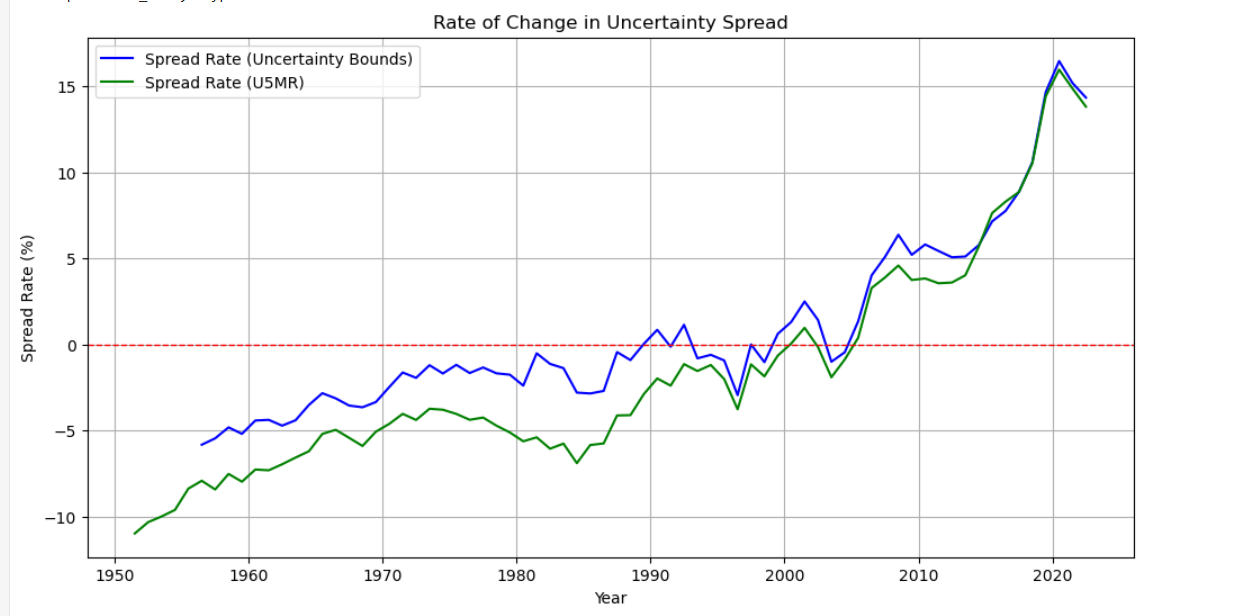 Rate of Change in Uncertainty Spread
Spread Rate (Uncertainty Bounds)
Spread Rate (U5MR)
Spread Rate (%)
15
10
5
0
−5
−10
1950 1960 1970 1980 1990 2000 2010 2020
Year